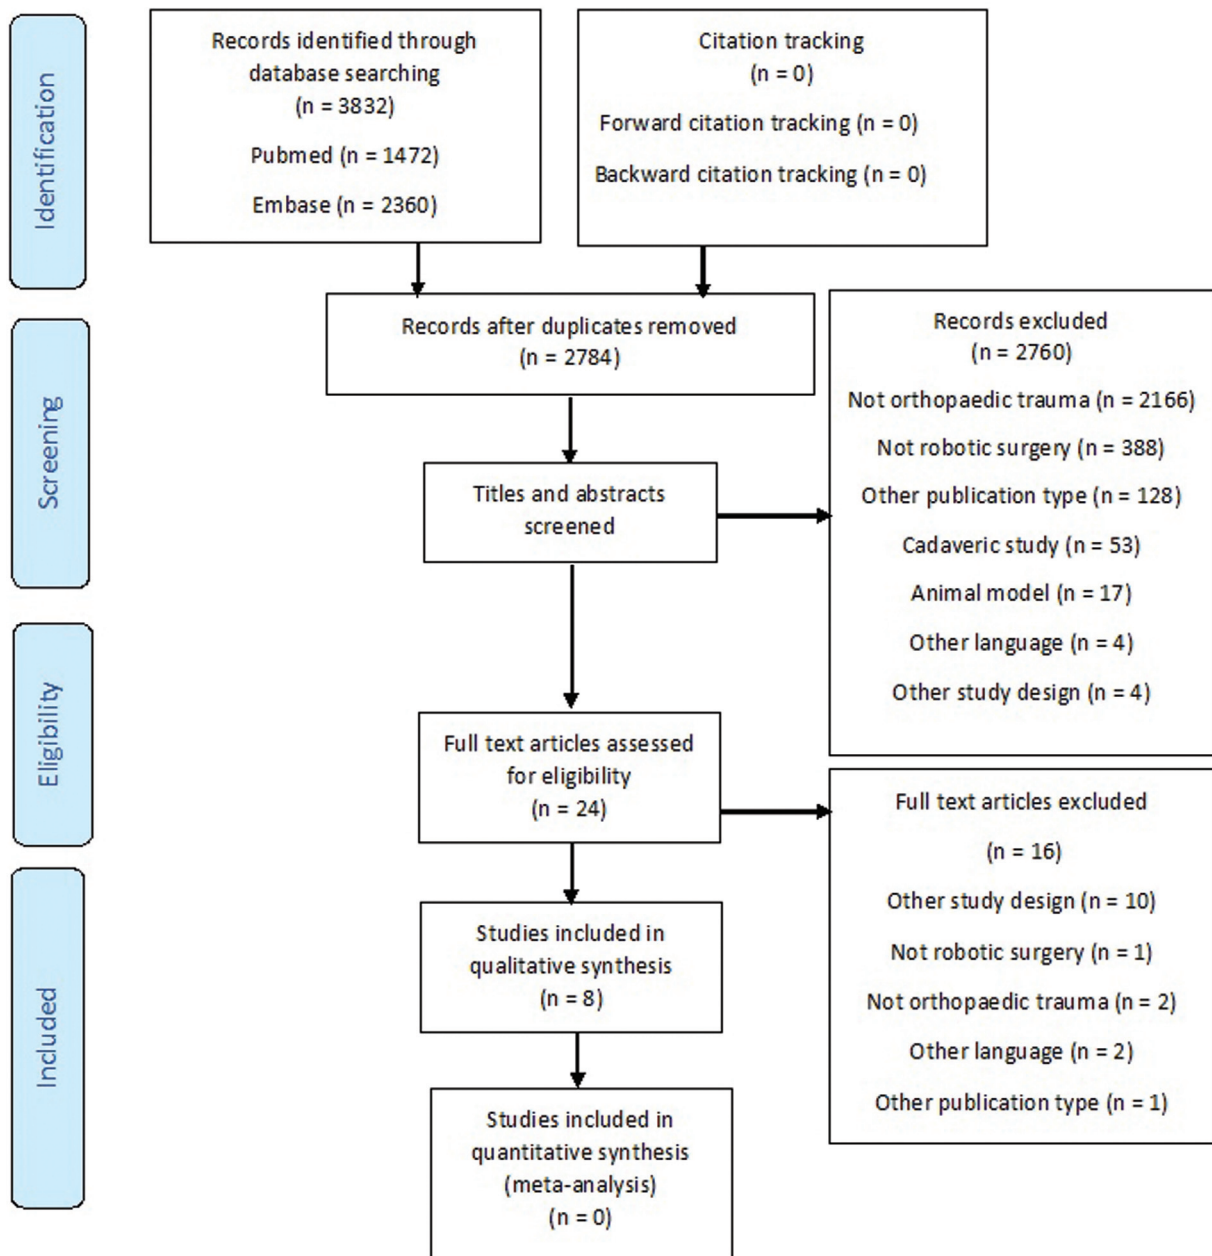 Identification
Records identified through
database searching
(n = 3832)
Pubmed (n = 1472)
Embase (n = 2360)
Citation tracking
(n = 0)
Forward citation tracking (n = 0)
Backward citation tracking (n = 0)
Screening
Records after duplicates removed
(n = 2784)
Titles and abstracts
screened
Records excluded
(n = 2760)
Not orthopaedic trauma (n = 2166)
Not robotic surgery (n = 388)
Other publication type (n = 128)
Cadaveric study (n = 53)
Animal model (n = 17)
Other language (n = 4)
Other study design (n = 4)
Eligibility
Full text articles assessed
for eligibility
(n = 24)
Full text articles excluded
(n = 16)
Other study design (n = 10)
Not robotic surgery (n = 1)
Not orthopaedic trauma (n = 2)
Other language (n = 2)
Other publication type (n = 1)
Included
Studies included in
qualitative synthesis
(n = 8)
Studies included in
quantitative synthesis
(meta-analysis)
(n = 0)